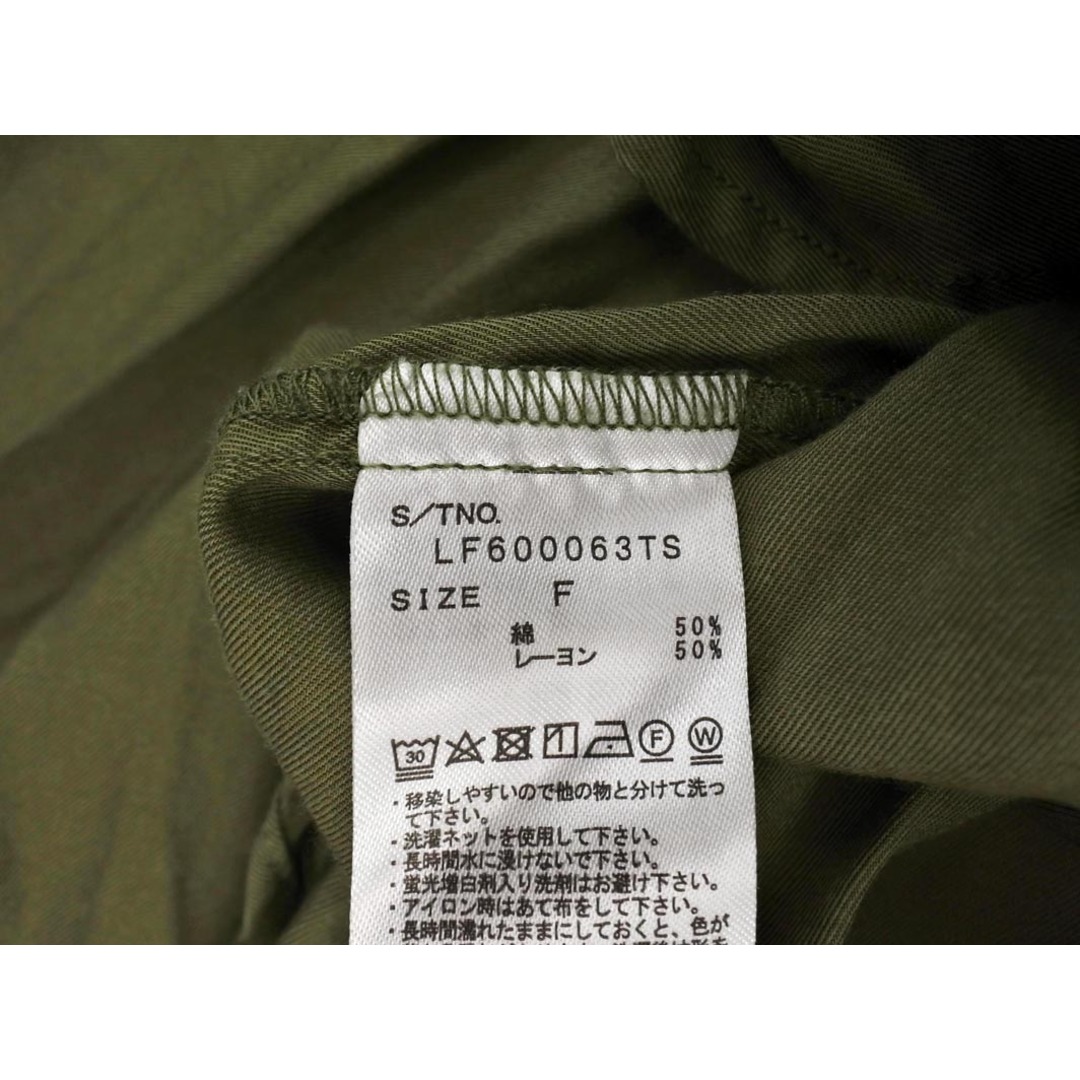 S/TNO.
LF600063TS
SIZE F
綿 50%
レーヨン 50%
30 F W
・移染しやすいので他の物と分けて洗っ
て下さい。
・洗濯ネットを使用して下さい。
・長時間水に浸けないで下さい。
・蛍光増白剤入り洗剤はお避け下さい。
・アイロン時はあて布をして下さい。
・長時間濡れたままにしておくと、色が